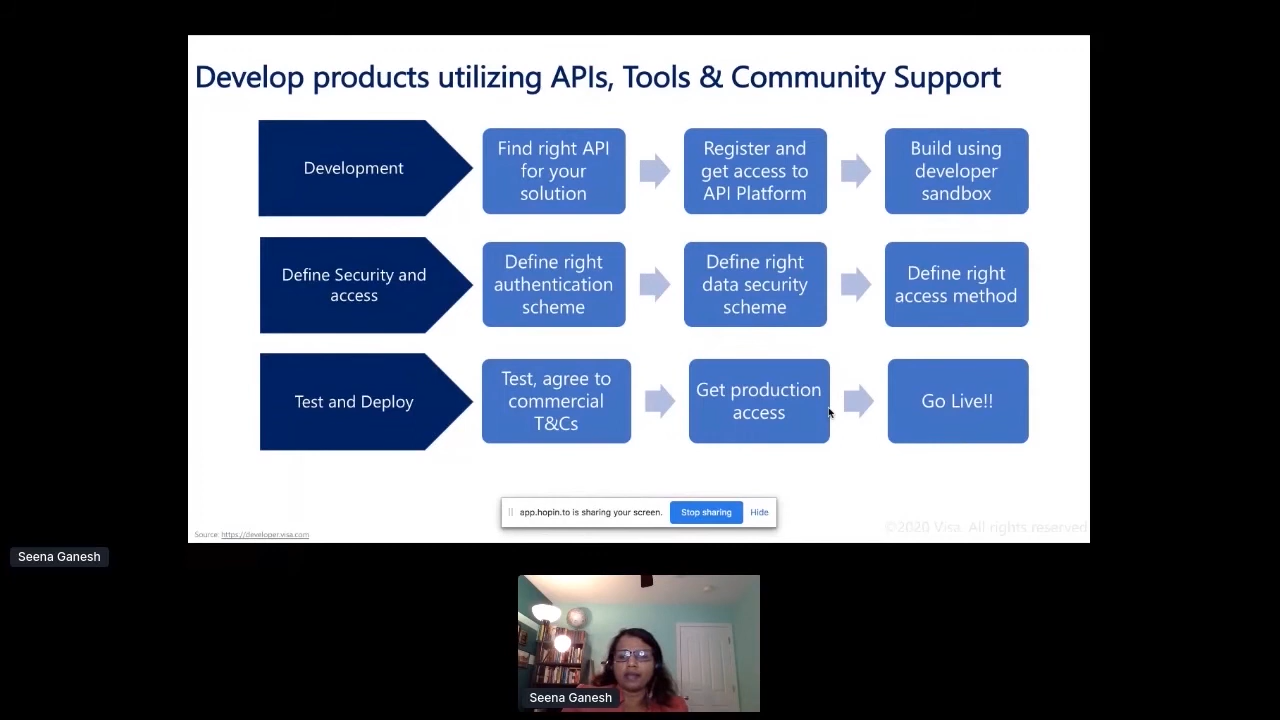 Develop products utilizing APIs, Tools & Community Support
Development
Find right API
for your
solution
Register and
get access to
API Platform
Build using
developer
sandbox
Define Security and
access
Define right
authentication
scheme
Define right
data security
scheme
Define right
access method
Test and Deploy
Test, agree to
commercial
T&Cs
Get production
access
Go Live!!
app.hopin.to is sharing your screen.
Stop sharing
Hide
©2020 Visa. All rights reserved
Source: https://developer.visa.com
Seena Ganesh
Seena Ganesh